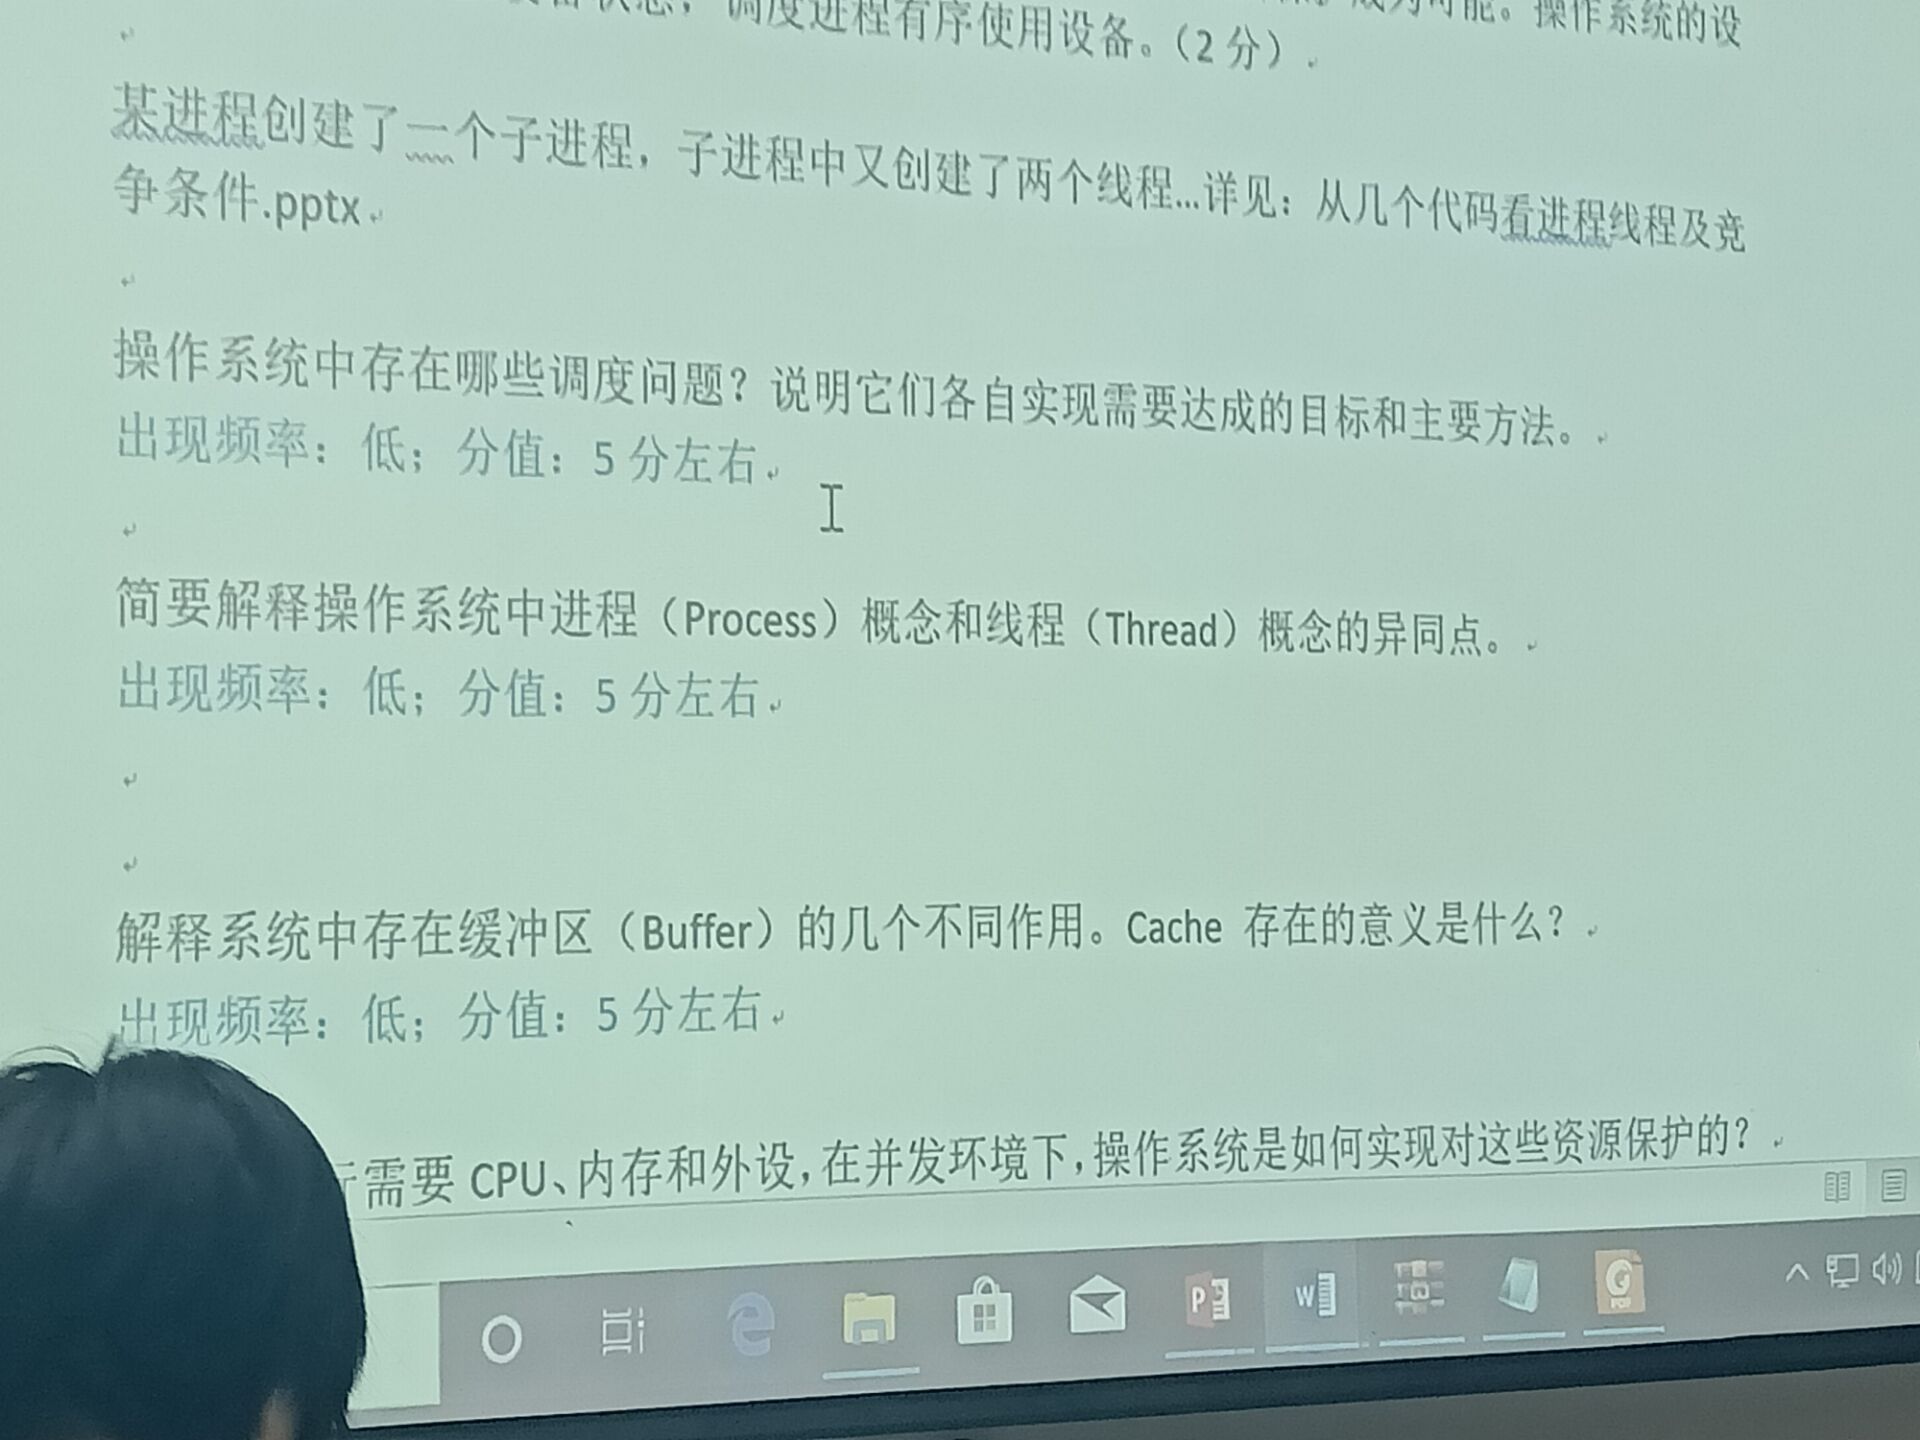 调度进程有序使用设备。（2 分）
成为可能。操作系统的设
某进程创建了一个子进程，子进程中又创建了两个线程...详见：从几个代码看进程线程及竞
争条件.pptx
操作系统中存在哪些调度问题？说明它们各自实现需要达成的目标和主要方法。
出现频率：低；分值：5 分左右
简要解释操作系统中进程（Process）概念和线程（Thread）概念的异同点。
出现频率：低；分值：5 分左右
解释系统中存在缓冲区（Buffer）的几个不同作用。Cache 存在的意义是什么？
出现频率：低；分值：5 分左右
需要 CPU、内存和外设，在并发环境下，操作系统是如何实现对这些资源保护的？